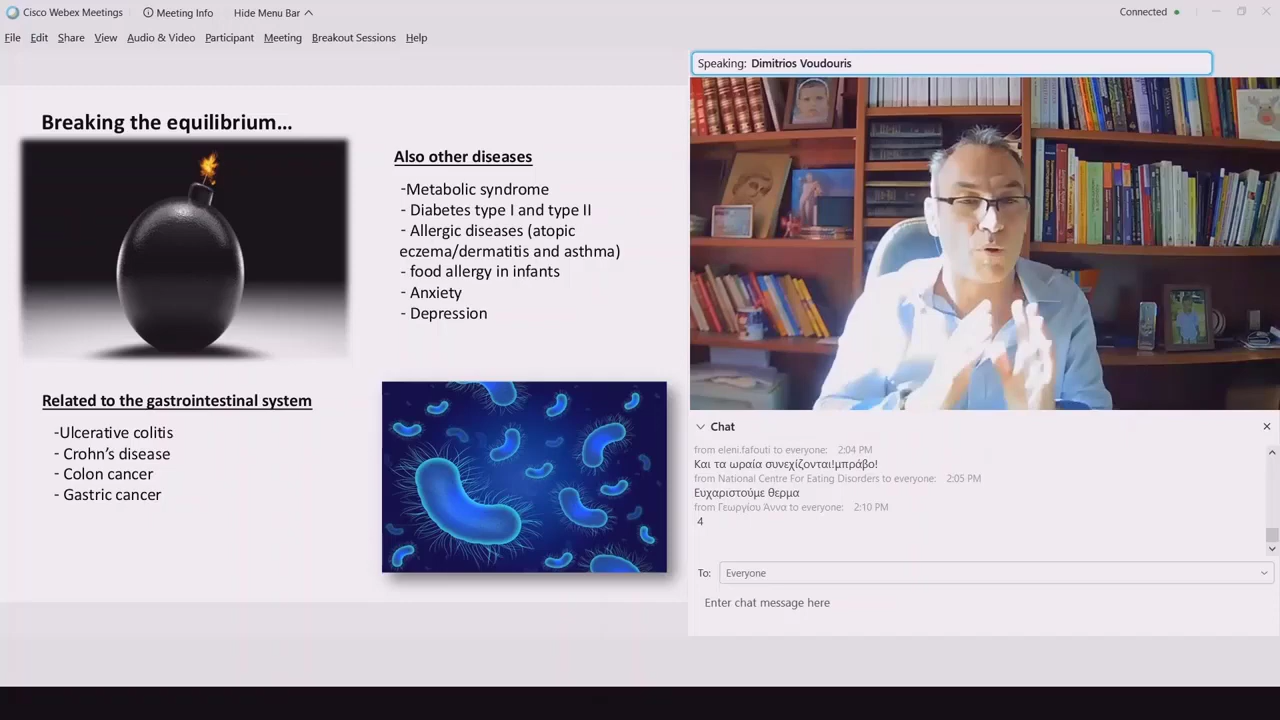 Cisco Webex Meetings
Meeting Info
Hide Menu Bar
Connected
File Edit Share View Audio & Video Participant Meeting Breakout Sessions Help
Speaking: Dimitrios Voudouris
Breaking the equilibrium...
Also other diseases
-Metabolic syndrome
- Diabetes type I and type II
- Allergic diseases (atopic
eczema/dermatitis and asthma)
- food allergy in infants
- Anxiety
- Depression
Related to the gastrointestinal system
-Ulcerative colitis
- Crohn’s disease
- Colon cancer
- Gastric cancer
Chat
from eleni.fafouti to everyone: 2:04 PM
Και τα ωραία συνεχίζονται!μπράβο!
from National Centre For Eating Disorders to everyone: 2:05 PM
Ευχαριστούμε θερμα
from Γεωργίου Άννα to everyone: 2:10 PM
4
To: Everyone
Enter chat message here